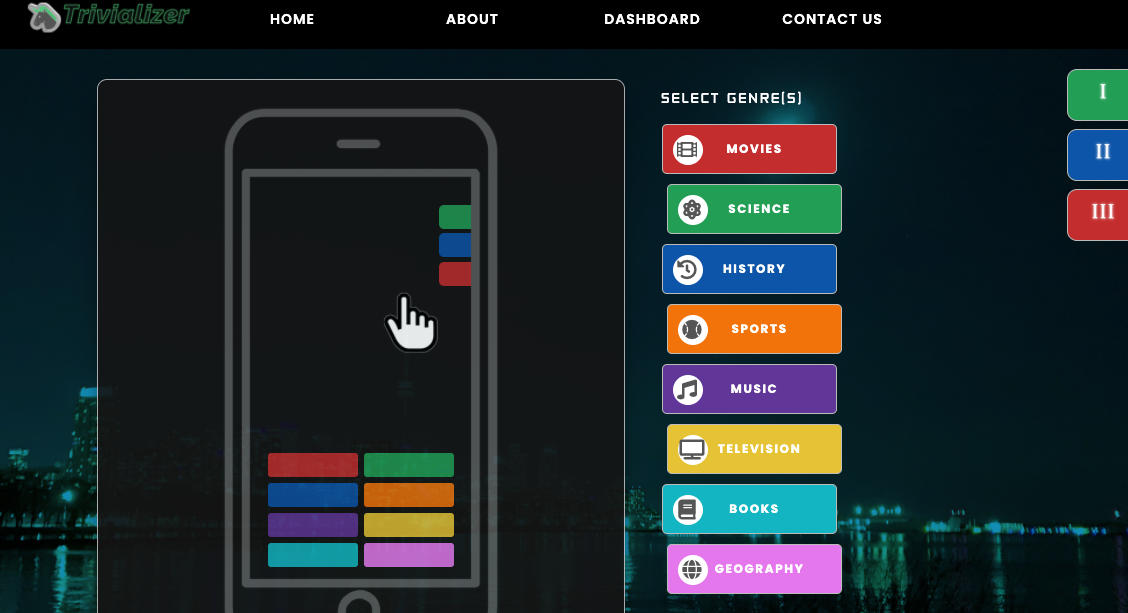 Trivializer
HOME ABOUT DASHBOARD CONTACT US
SELECT GENRE(S)
MOVIES
SCIENCE
HISTORY
SPORTS
MUSIC
TELEVISION
BOOKS
GEOGRAPHY
I
II
III